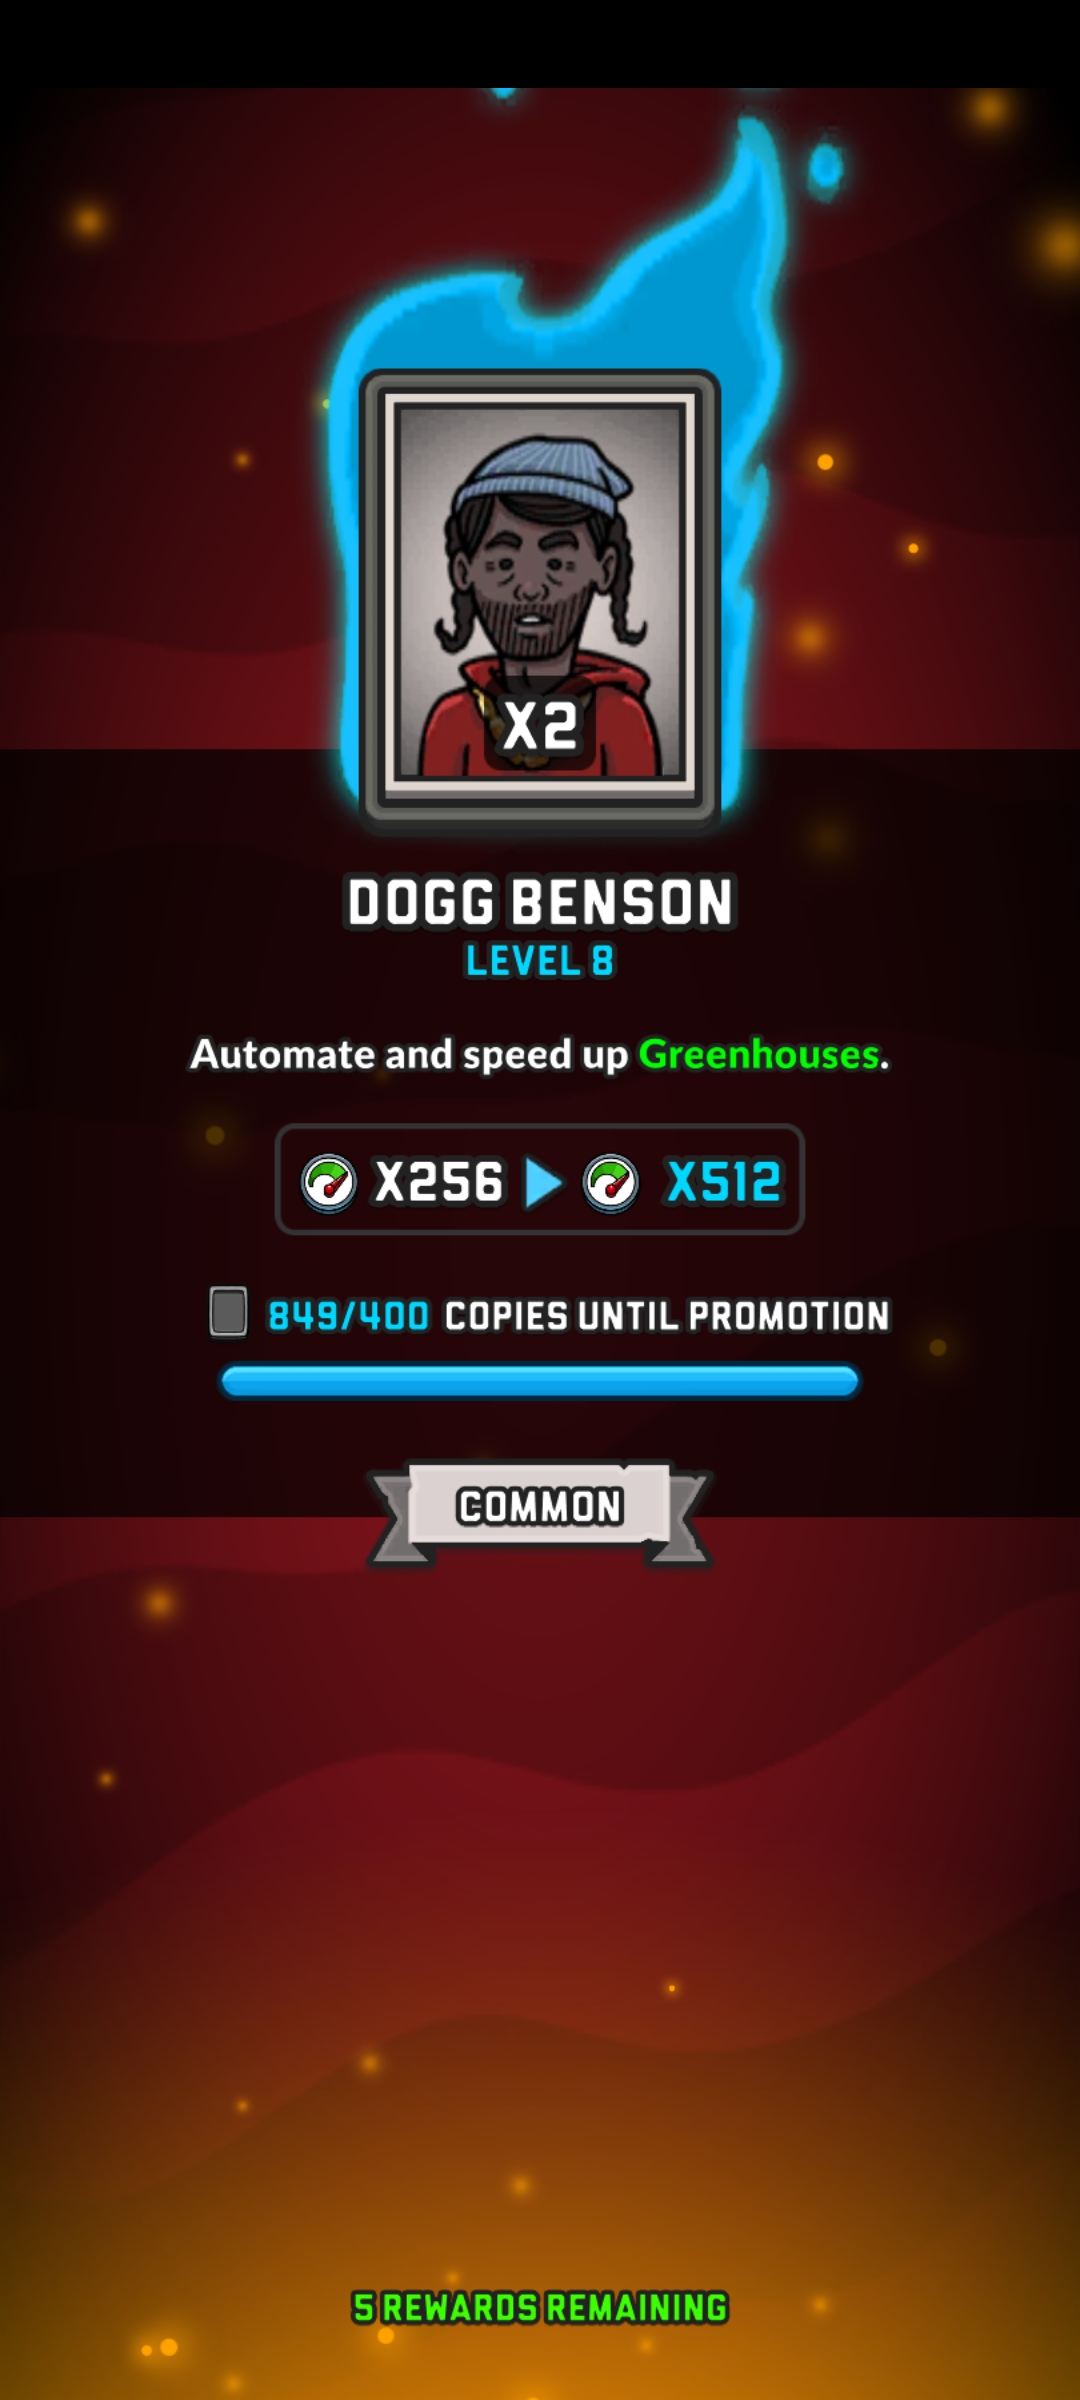 X2
DOGG BENSON
LEVEL 8
Automate and speed up Greenhouses.
X256 X512
849/400 COPIES UNTIL PROMOTION
COMMON
5 REWARDS REMAINING